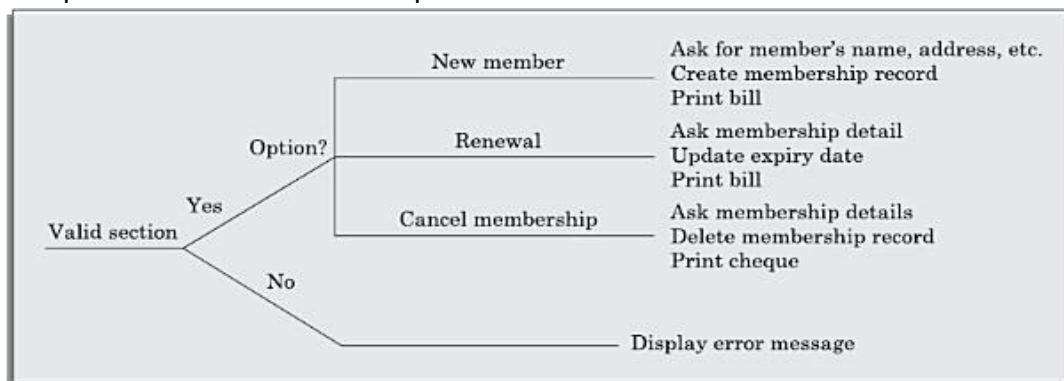 New member
Ask for member's name, address, etc.
Create membership record
Print bill
Option?
Renewal
Ask membership detail
Update expiry date
Print bill
Yes
Valid section
Cancel membership
Ask membership details
Delete membership record
Print cheque
No
Display error message